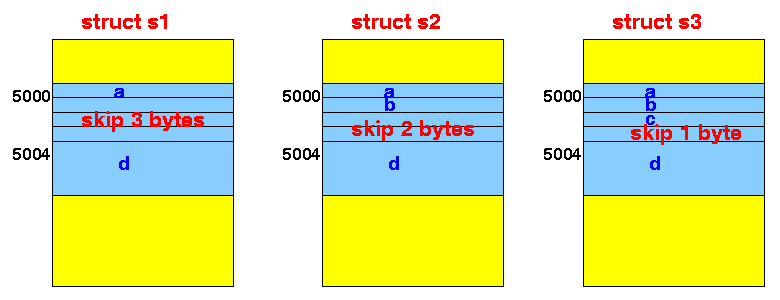 struct s1
struct s2
struct s3
a
5000
skip 3 bytes
5004
d
a
5000
b
skip 2 bytes
5004
d
a
5000
b
c
skip 1 byte
5004
d